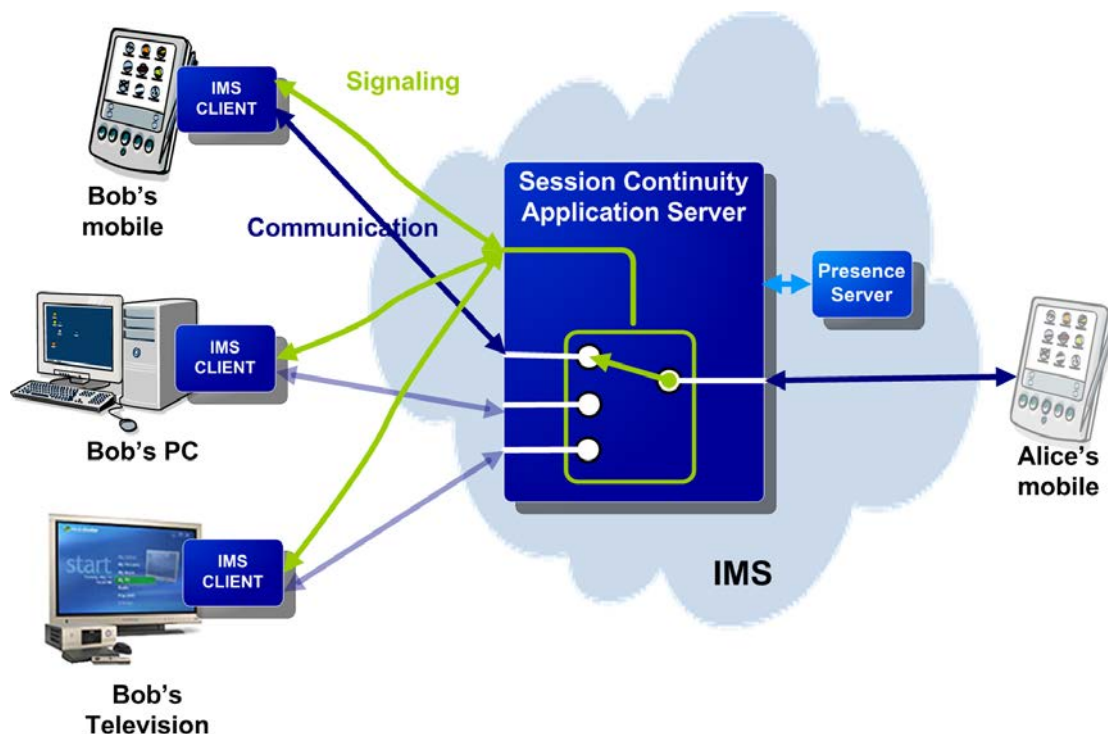 IMS
CLIENT
Signaling
Bob's
mobile
Communication
Session Continuity
Application Server
Presence
Server
IMS
CLIENT
Bob's PC
Alice's
mobile
IMS
CLIENT
start
IMS
Bob's
Television